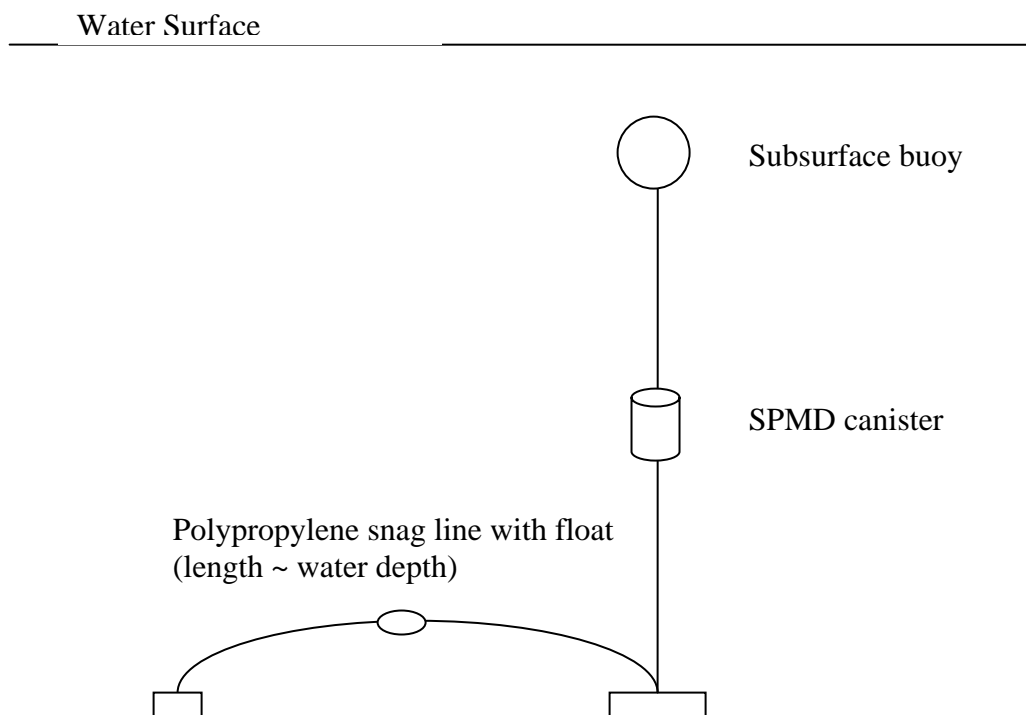 Water Surface
Subsurface buoy
SPMD canister
Polypropylene snag line with float
(length ~ water depth)